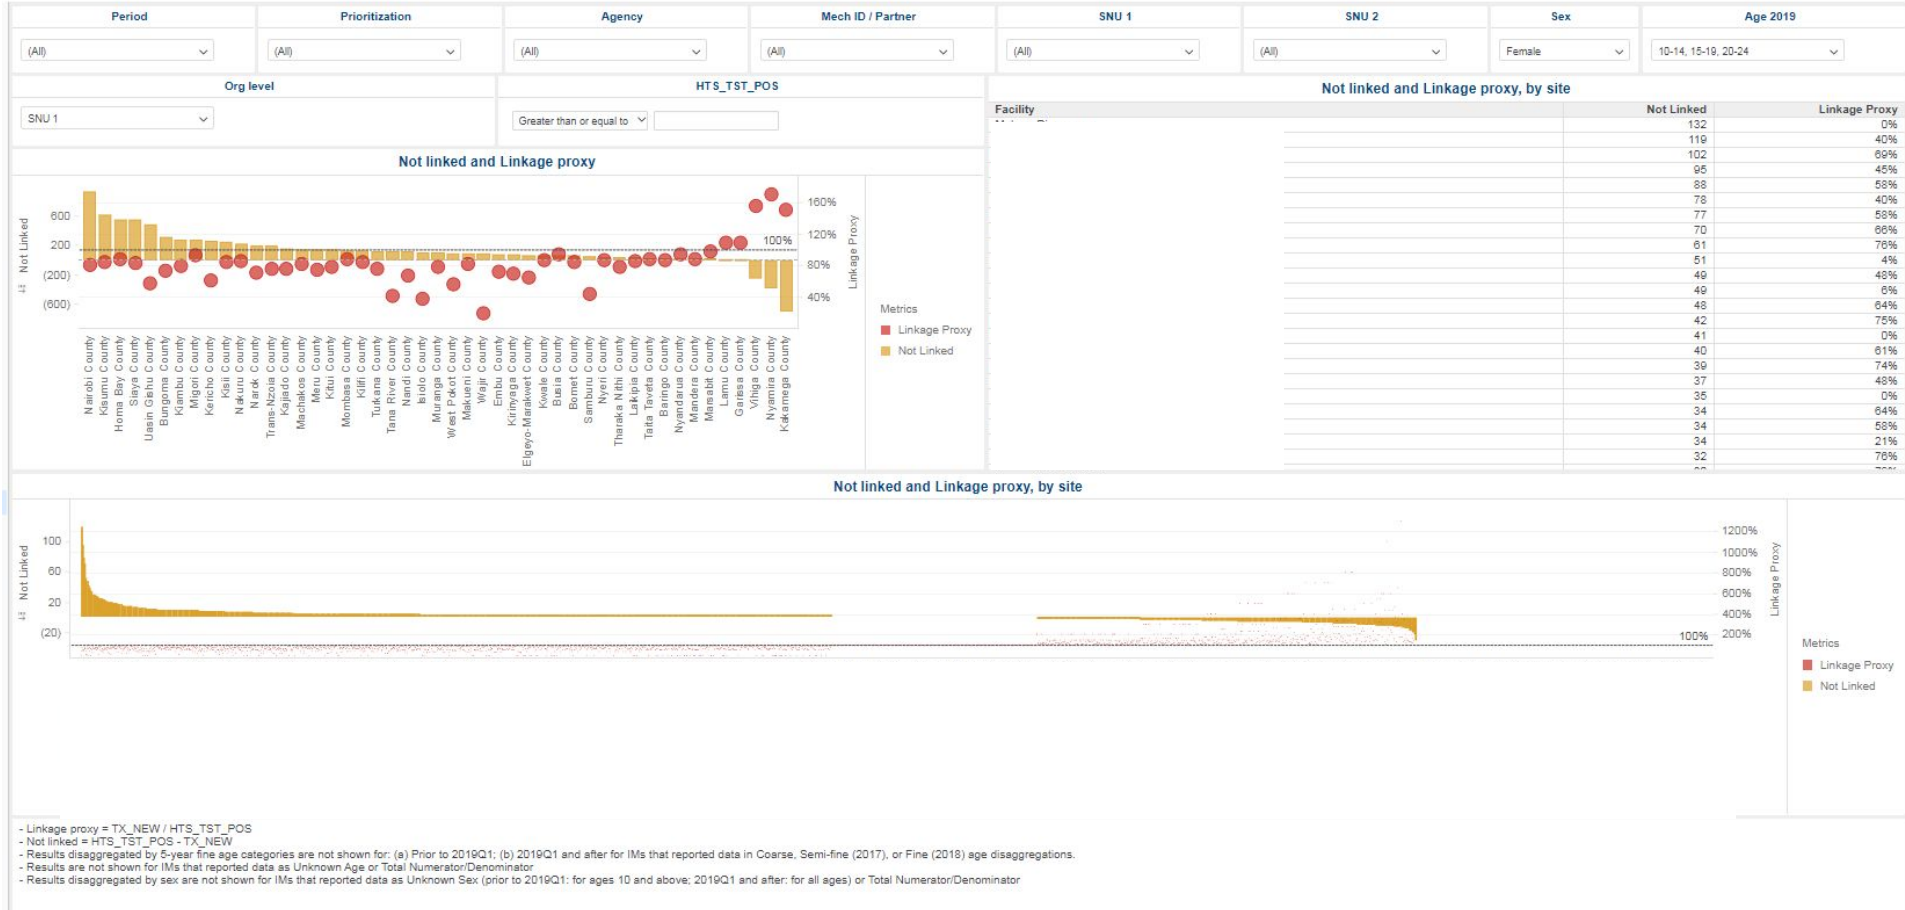 Period
Prioritization
Agency
Mech ID / Partner
SNU 1
SNU 2
Sex
Age 2019
(All)
(All)
(All)
(All)
(All)
(All)
Female
10-14, 15-19, 20-24
Org level
HTS_TST_POS
SNU 1
Greater than or equal to
Not linked and Linkage proxy
600
200
(200)
(600)
Not Linked
160%
120%
80%
40%
Linkage Proxy
100%
Metrics
Linkage Proxy
Not Linked
Nairobi County
Kisumu County
Homa Bay County
Siaya County
Uasin Gishu County
Bungoma County
Kiambu County
Migori County
Kericho County
Kisii County
Nakuru County
Narok County
Trans-Nzoia County
Kajiado County
Machakos County
Meru County
Kitui County
Mombasa County
Kilifi County
Turkana County
Tana River County
Nandi County
Isiolo County
Muranga County
West Pokot County
Makueni County
Wajir County
Embu County
Kirinyaga County
Elgeyo-Marakwet County
Kwale County
Busia County
Bomet County
Samburu County
Nyeri County
Tharaka Nithi County
Laikipia County
Taita Taveta County
Baringo County
Nyandarua County
Mandera County
Marsabit County
Lamu County
Garissa County
Vihiga County
Nyamira County
Kakamega County
Not linked and Linkage proxy, by site
Facility Not Linked Linkage Proxy
132 0%
119 40%
102 69%
95 45%
88 58%
78 40%
77 58%
70 66%
61 76%
51 4%
49 48%
49 6%
48 64%
42 75%
41 0%
40 61%
39 74%
37 48%
35 0%
34 64%
34 58%
34 21%
32 76%
Not linked and Linkage proxy, by site
100
60
20
(20)
Not Linked
1200%
1000%
800%
600%
400%
200%
Linkage Proxy
100%
Metrics
Linkage Proxy
Not Linked
- Linkage proxy = TX_NEW / HTS_TST_POS
- Not linked = HTS_TST_POS - TX_NEW
- Results disaggregated by 5-year fine age categories are not shown for: (a) Prior to 2019Q1; (b) 2019Q1 and after for IMs that reported data in Coarse, Semi-fine (2017), or Fine (2018) age disaggregations.
- Results are not shown for IMs that reported data as Unknown Age or Total Numerator/Denominator
- Results disaggregated by sex are not shown for IMs that reported data as Unknown Sex (prior to 2019Q1: for ages 10 and above; 2019Q1 and after: for all ages) or Total Numerator/Denominator